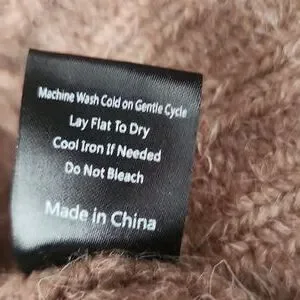 Machine Wash Cold on Gentle Cycle
Lay Flat To Dry
Cool Iron If Needed
Do Not Bleach
Made in China